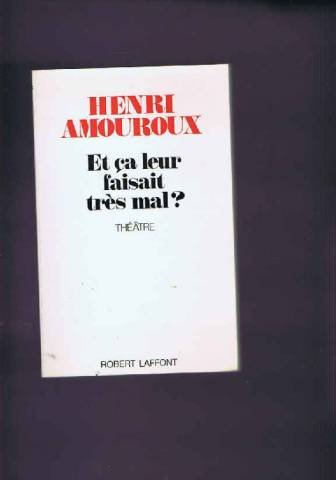 HENRI
AMOUROUX
Et ça leur
faisait
très mal?
THÉÂTRE
ROBERT LAFFONT